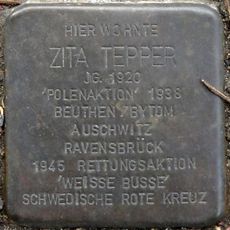 HIER WOHNTE
ZITA TEPPER
JG. 1920
'POLENAKTION' 1938
BEUTHEN / BYTOM
AUSCHWITZ
RAVENSBRÜCK
1945 RETTUNGSAKTION
'WEISSE BUSSE'
SCHWEDISCHE ROTE KREUZ